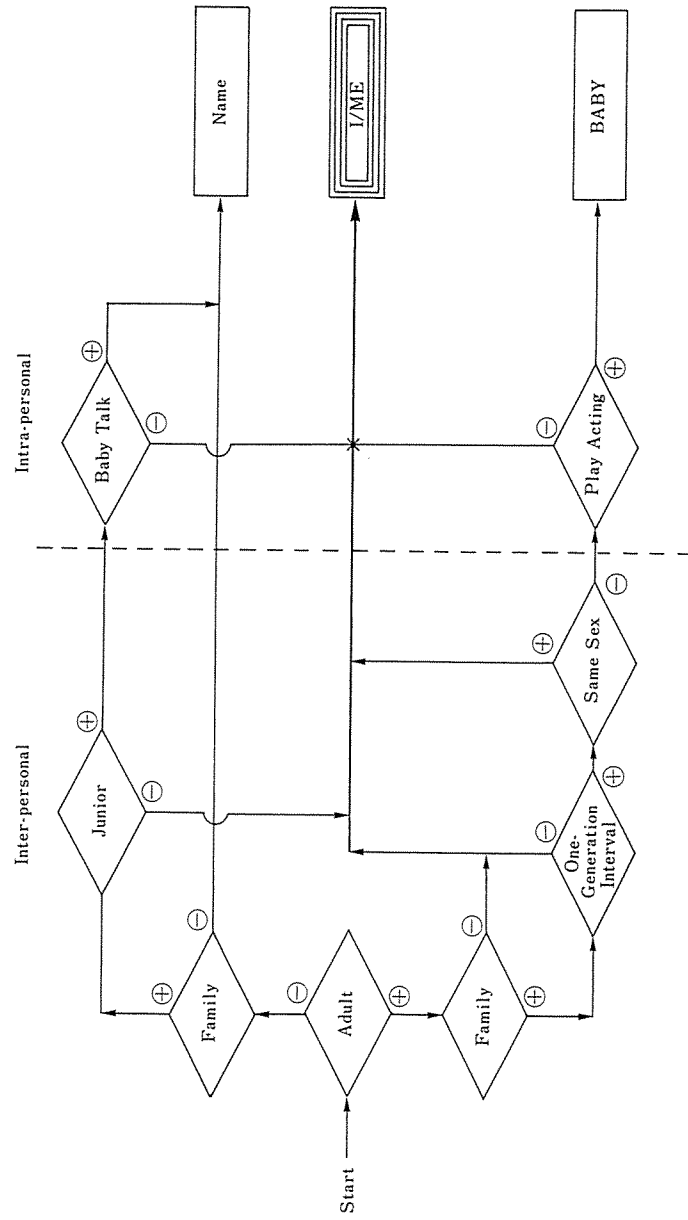 Inter-personal
Intra-personal
Junior
⊕
⊖
Baby Talk
⊕
⊖
Family
⊕
⊖
Name
Start
Adult
⊖
⊕
I/ME
Family
⊖
⊕
One-
Generation
Interval
⊖
⊕
Same Sex
⊕
⊖
Play Acting
⊖
⊕
BABY